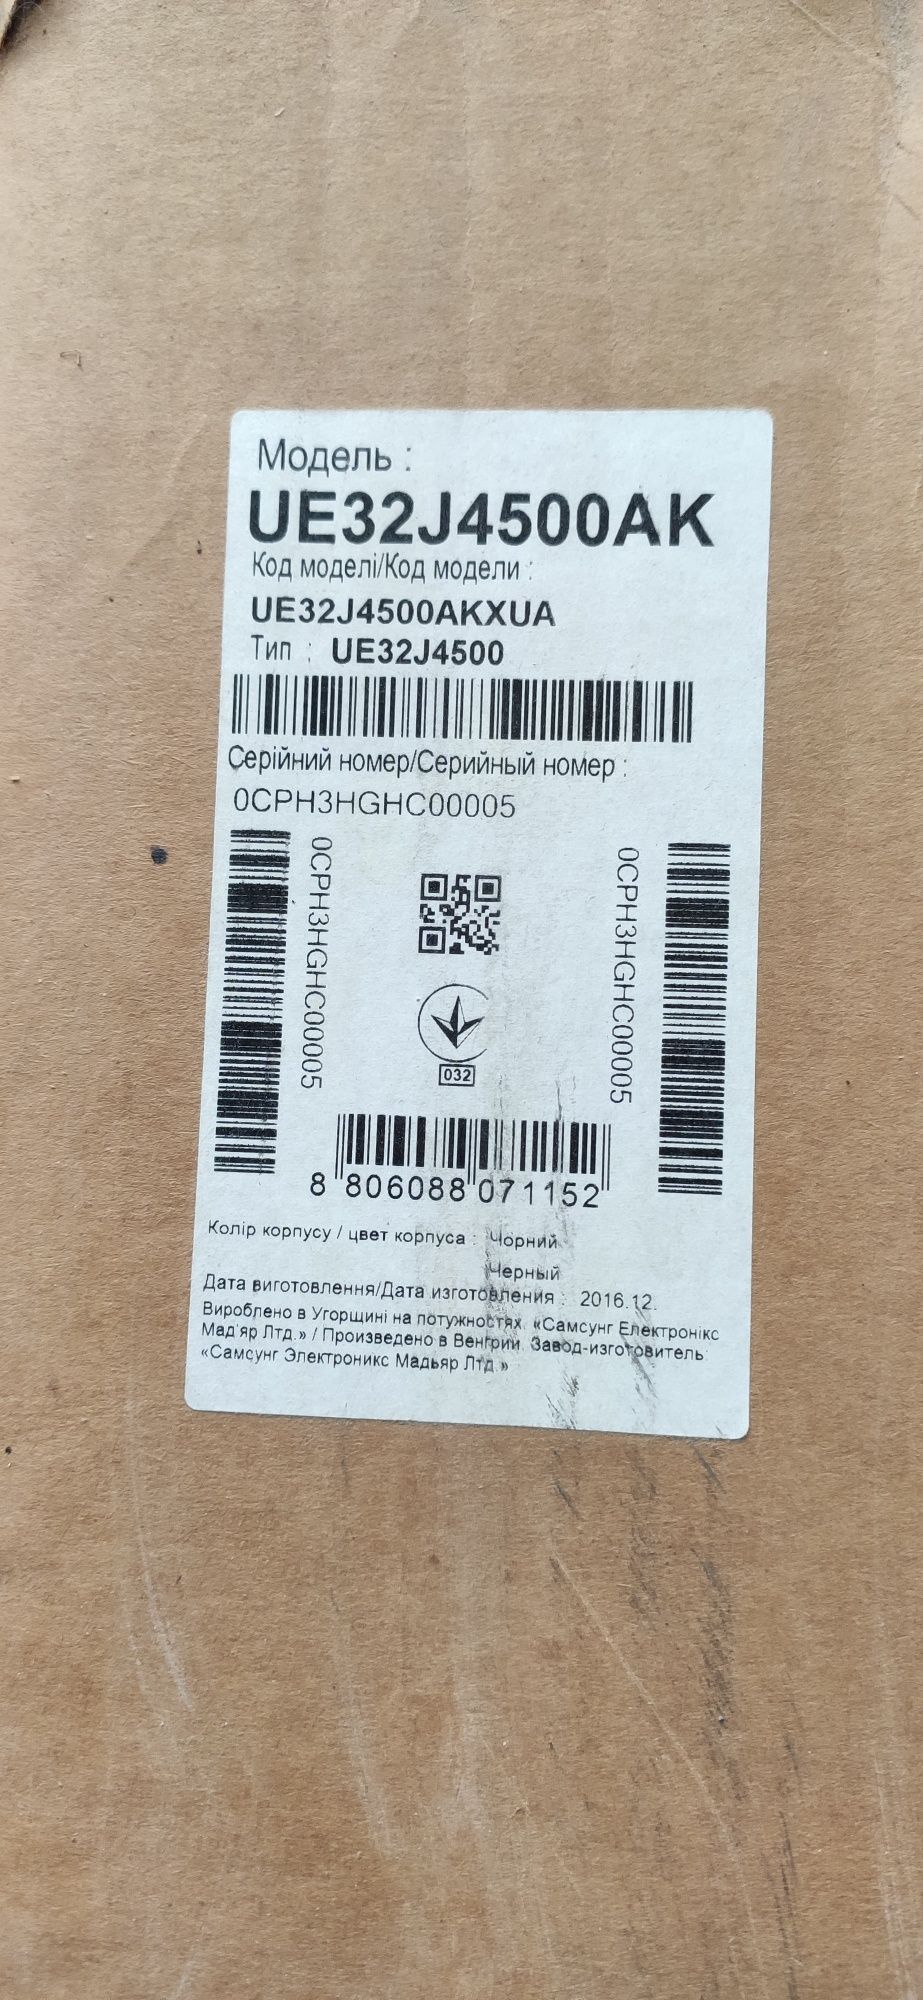 Модель :
UE32J4500AK
Код моделі/Код модели :
UE32J4500AKXUA
Тип : UE32J4500
Серійний номер/Серийный номер :
0CPH3HGHC00005
0CPH3HGHC00005
0CPH3HGHC00005
032
8 806088 071152
Колір корпусу / цвет корпуса : Чорний
Черный
Дата виготовлення/Дата изготовления : 2016.12.
Вироблено в Угорщині на потужностях «Самсунг Електронікс
Мад'яр Лтд.» / Произведено в Венгрии. Завод-изготовитель:
«Самсунг Электроникс Мадьяр Лтд.»